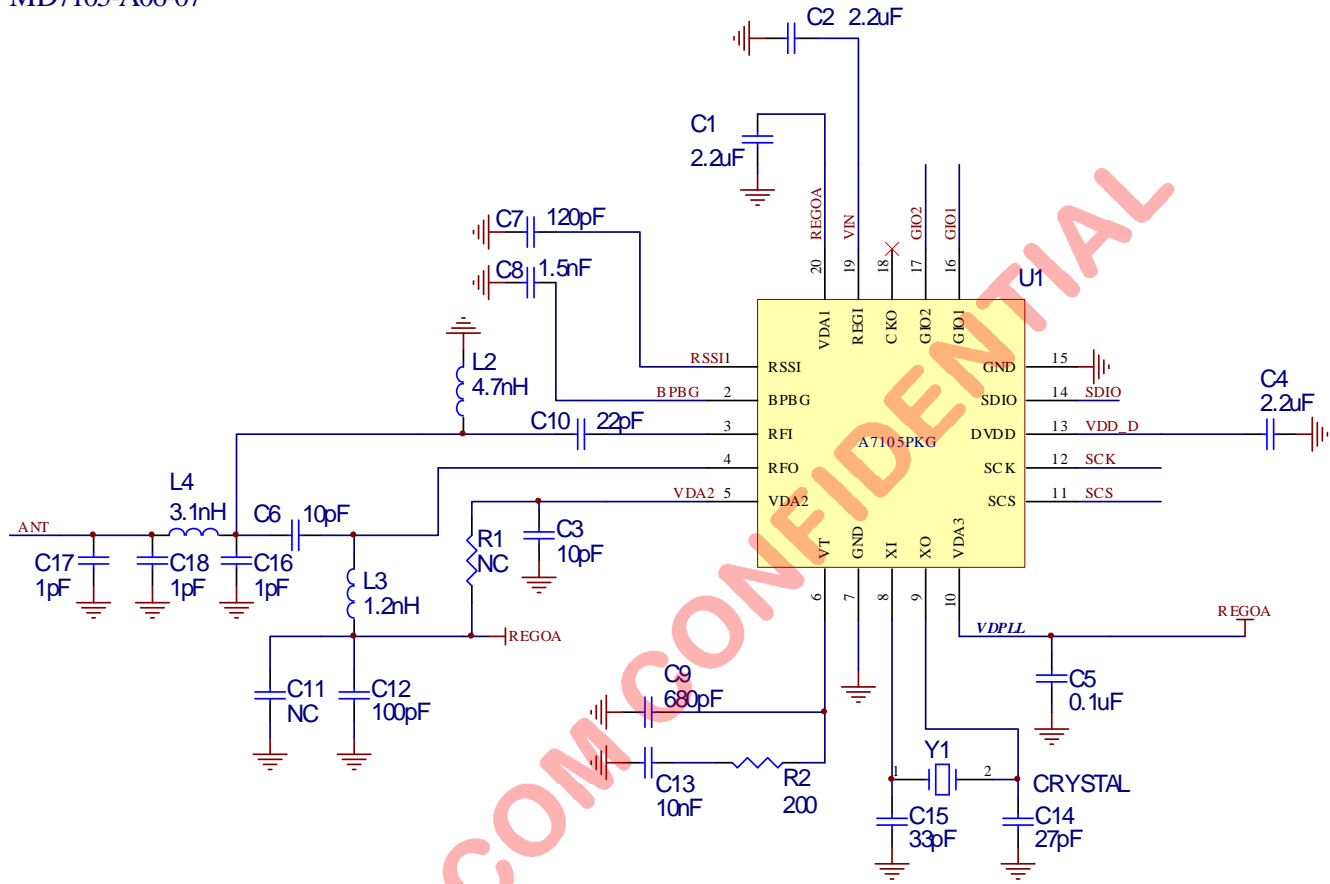 MD7105-A06-07
C2 2.2uF
C1
2.2uF
REGOA
VIN
GIO2
GIO1
C7 120pF
C8 1.5nF
20
19
18
17
16
U1
VDA1
REGI
CKO
GIO2
GIO1
L2
4.7nH
RSSI 1 RSSI
GND 15
BPBG 2 BPBG
SDIO 14 SDIO
C4
2.2uF
C10 22pF
3 RFI
A7105PKG
DVDD 13 VDD_D
4 RFO
SCK 12 SCK
VDA2 5 VDA2
SCS 11 SCS
L4
3.1nH
C6 10pF
ANT
R1
NC
C3
10pF
VT
GND
XI
XO
VDA3
C17
1pF
C18
1pF
C16
1pF
L3
1.2nH
6
7
8
9
10
REGOA
REGOA
VDPLL
C11
NC
C12
100pF
C9
680pF
C5
0.1uF
C13
10nF
R2
200
Y1
1
2
CRYSTAL
C15
33pF
C14
27pF
COM CONFIDENTIAL